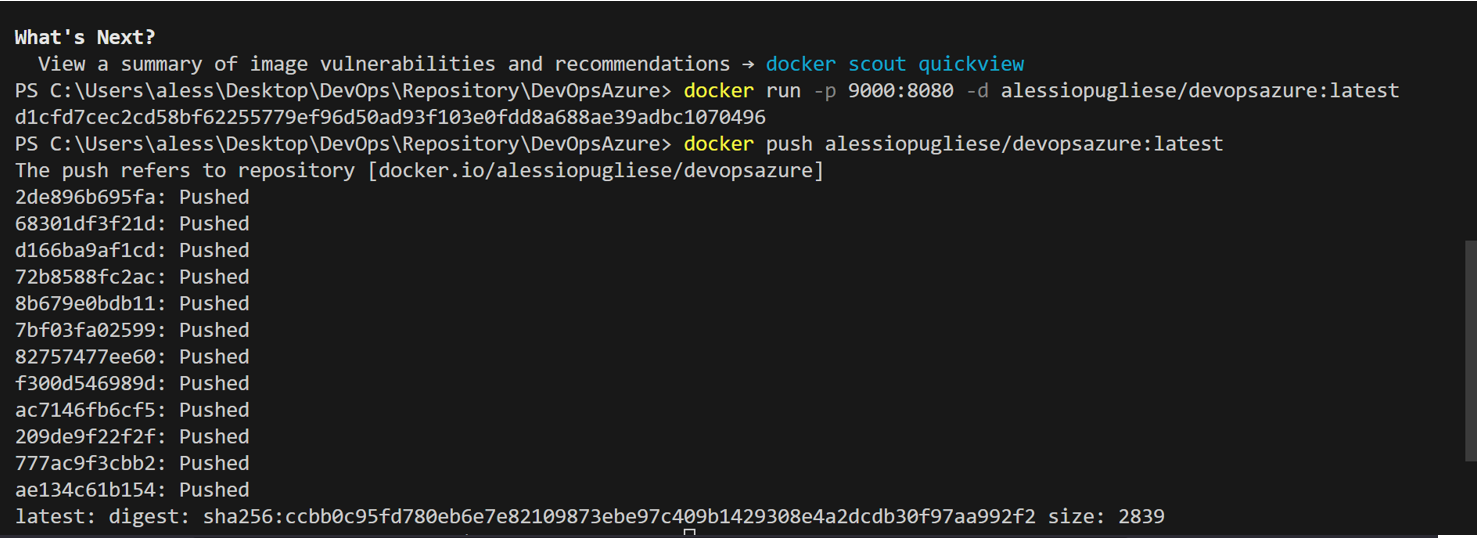 What's Next?
View a summary of image vulnerabilities and recommendations → docker scout quickview
PS C:\Users\aless\Desktop\DevOps\Repository\DevOpsAzure> docker run -p 9000:8080 -d alessiopugliese/devopsazure:latest
d1cfd7cec2cd58bf62255779ef96d50ad93f103e0fdd8a688ae39adbc1070496
PS C:\Users\aless\Desktop\DevOps\Repository\DevOpsAzure> docker push alessiopugliese/devopsazure:latest
The push refers to repository [docker.io/alessiopugliese/devopsazure]
2de896b695fa: Pushed
68301df3f21d: Pushed
d166ba9af1cd: Pushed
72b8588fc2ac: Pushed
8b679e0bdb11: Pushed
7bf03fa02599: Pushed
82757477ee60: Pushed
f300d546989d: Pushed
ac7146fb6cf5: Pushed
209de9f22f2f: Pushed
777ac9f3cbb2: Pushed
ae134c61b154: Pushed
latest: digest: sha256:ccbb0c95fd780eb6e7e82109873ebe97c409b1429308e4a2dcdb30f97aa992f2 size: 2839